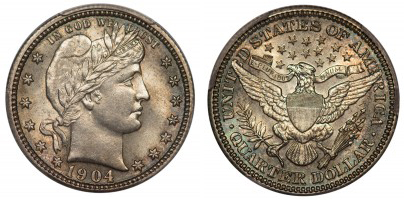 IN GOD WE TRUST
1904
UNITED STATES OF AMERICA
QUARTER DOLLAR